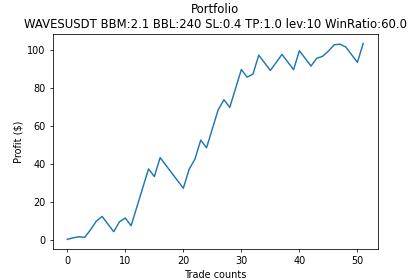 Portfolio
WAVESUSDT BBM:2.1 BBL:240 SL:0.4 TP:1.0 lev:10 WinRatio:60.0
100
80
60
40
20
0
Profit ($)
0 10 20 30 40 50
Trade counts